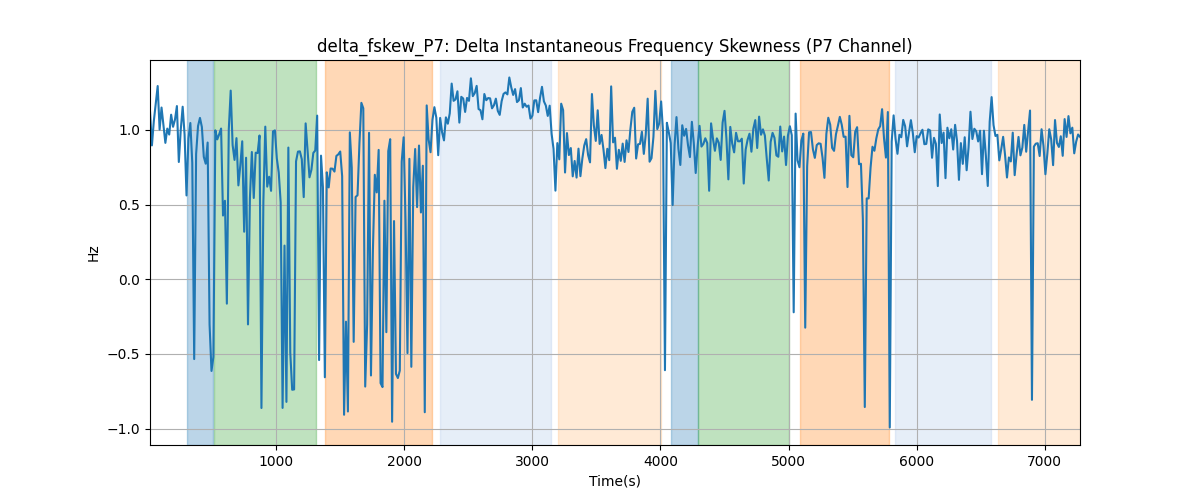 delta_fskew_P7: Delta Instantaneous Frequency Skewness (P7 Channel)
Hz
1.0
0.5
0.0
−0.5
−1.0
1000 2000 3000 4000 5000 6000 7000
Time(s)